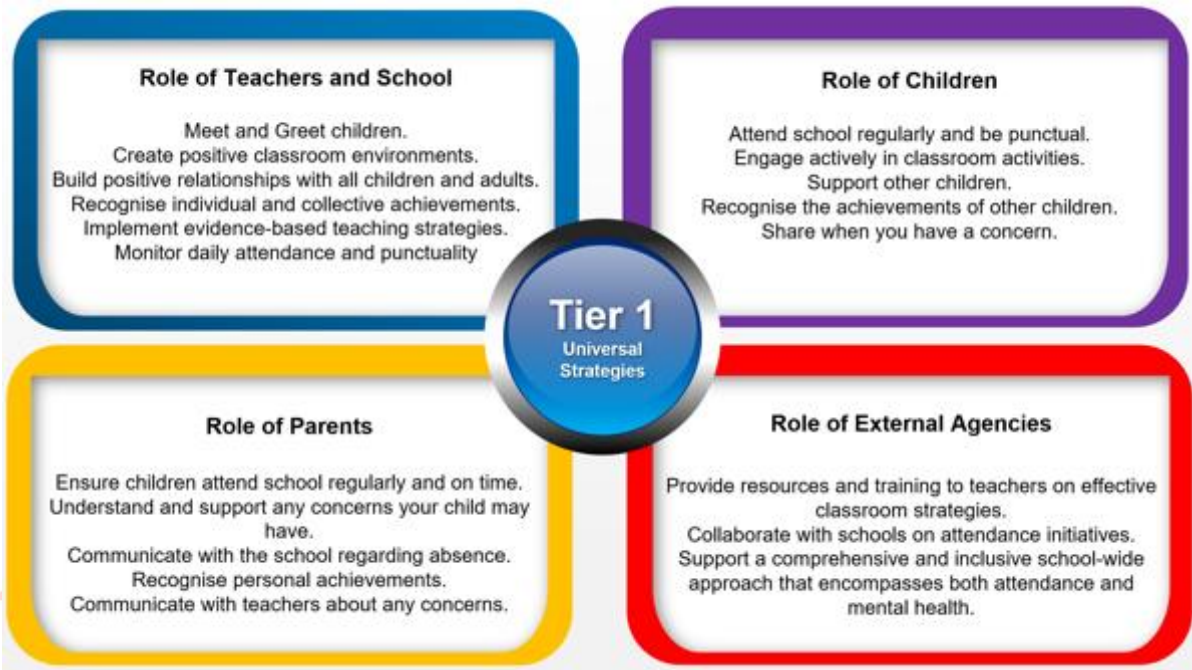 Role of Teachers and School
Meet and Greet children.
Create positive classroom environments.
Build positive relationships with all children and adults.
Recognise individual and collective achievements.
Implement evidence-based teaching strategies.
Monitor daily attendance and punctuality
Role of Children
Attend school regularly and be punctual.
Engage actively in classroom activities.
Support other children.
Recognise the achievements of other children.
Share when you have a concern.
Tier 1
Universal
Strategies
Role of Parents
Ensure children attend school regularly and on time.
Understand and support any concerns your child may
have.
Communicate with the school regarding absence.
Recognise personal achievements.
Communicate with teachers about any concerns.
Role of External Agencies
Provide resources and training to teachers on effective
classroom strategies.
Collaborate with schools on attendance initiatives.
Support a comprehensive and inclusive school-wide
approach that encompasses both attendance and
mental health.